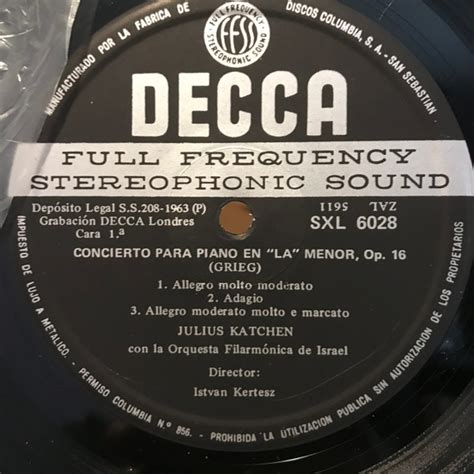 MANUFACTURADO POR LA FABRICA DE DISCOS COLUMBIA, S. A. - SAN SEBASTIAN
FULL FREQUENCY
FFSS
STEREOPHONIC SOUND
DECCA
FULL FREQUENCY
STEREOPHONIC SOUND
Depósito Legal S.S.208-1963 (P)
Grabación DECCA Londres
Cara 1.ª
ZAL 5611
SXL 6028
CONCIERTO PARA PIANO EN "LA" MENOR, Op. 16
(GRIEG)
1. Allegro molto moderato
2. Adagio
3. Allegro moderato molto e marcato
JULIUS KATCHEN
con la Orquesta Filarmónica de Israel
Director:
Istvan Kertesz
IMPUESTO DE LUJO A METALICO. - PERMISO COLUMBIA N.º 856. - PROHIBIDA LA UTILIZACION PUBLICA SIN AUTORIZACION DE LOS PROPIETARIOS